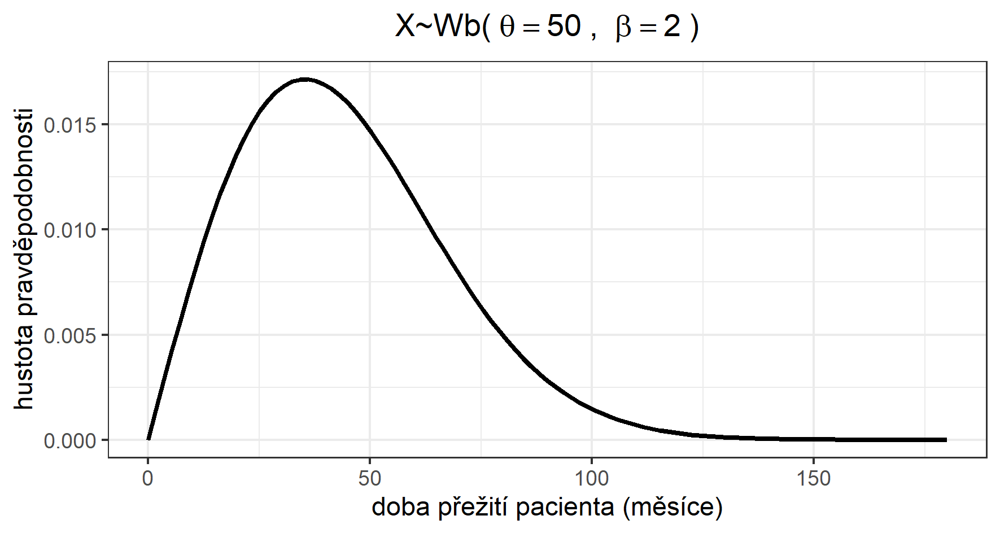 X~Wb( θ = 50 , β = 2 )
hustota pravděpodobnosti
0.015
0.010
0.005
0.000
0 50 100 150
doba přežití pacienta (měsíce)